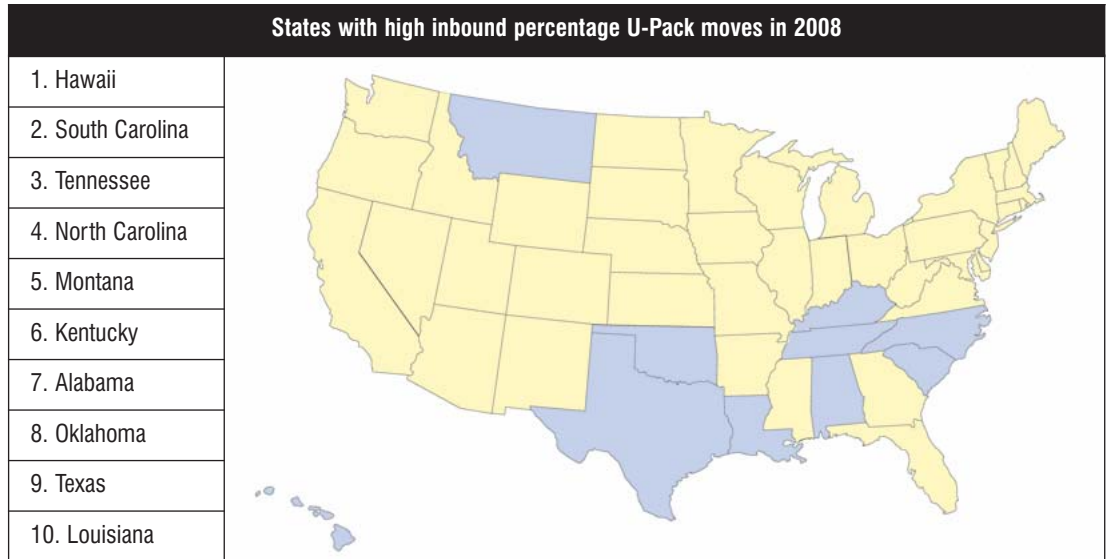 States with high inbound percentage U-Pack moves in 2008
1. Hawaii
2. South Carolina
3. Tennessee
4. North Carolina
5. Montana
6. Kentucky
7. Alabama
8. Oklahoma
9. Texas
10. Louisiana